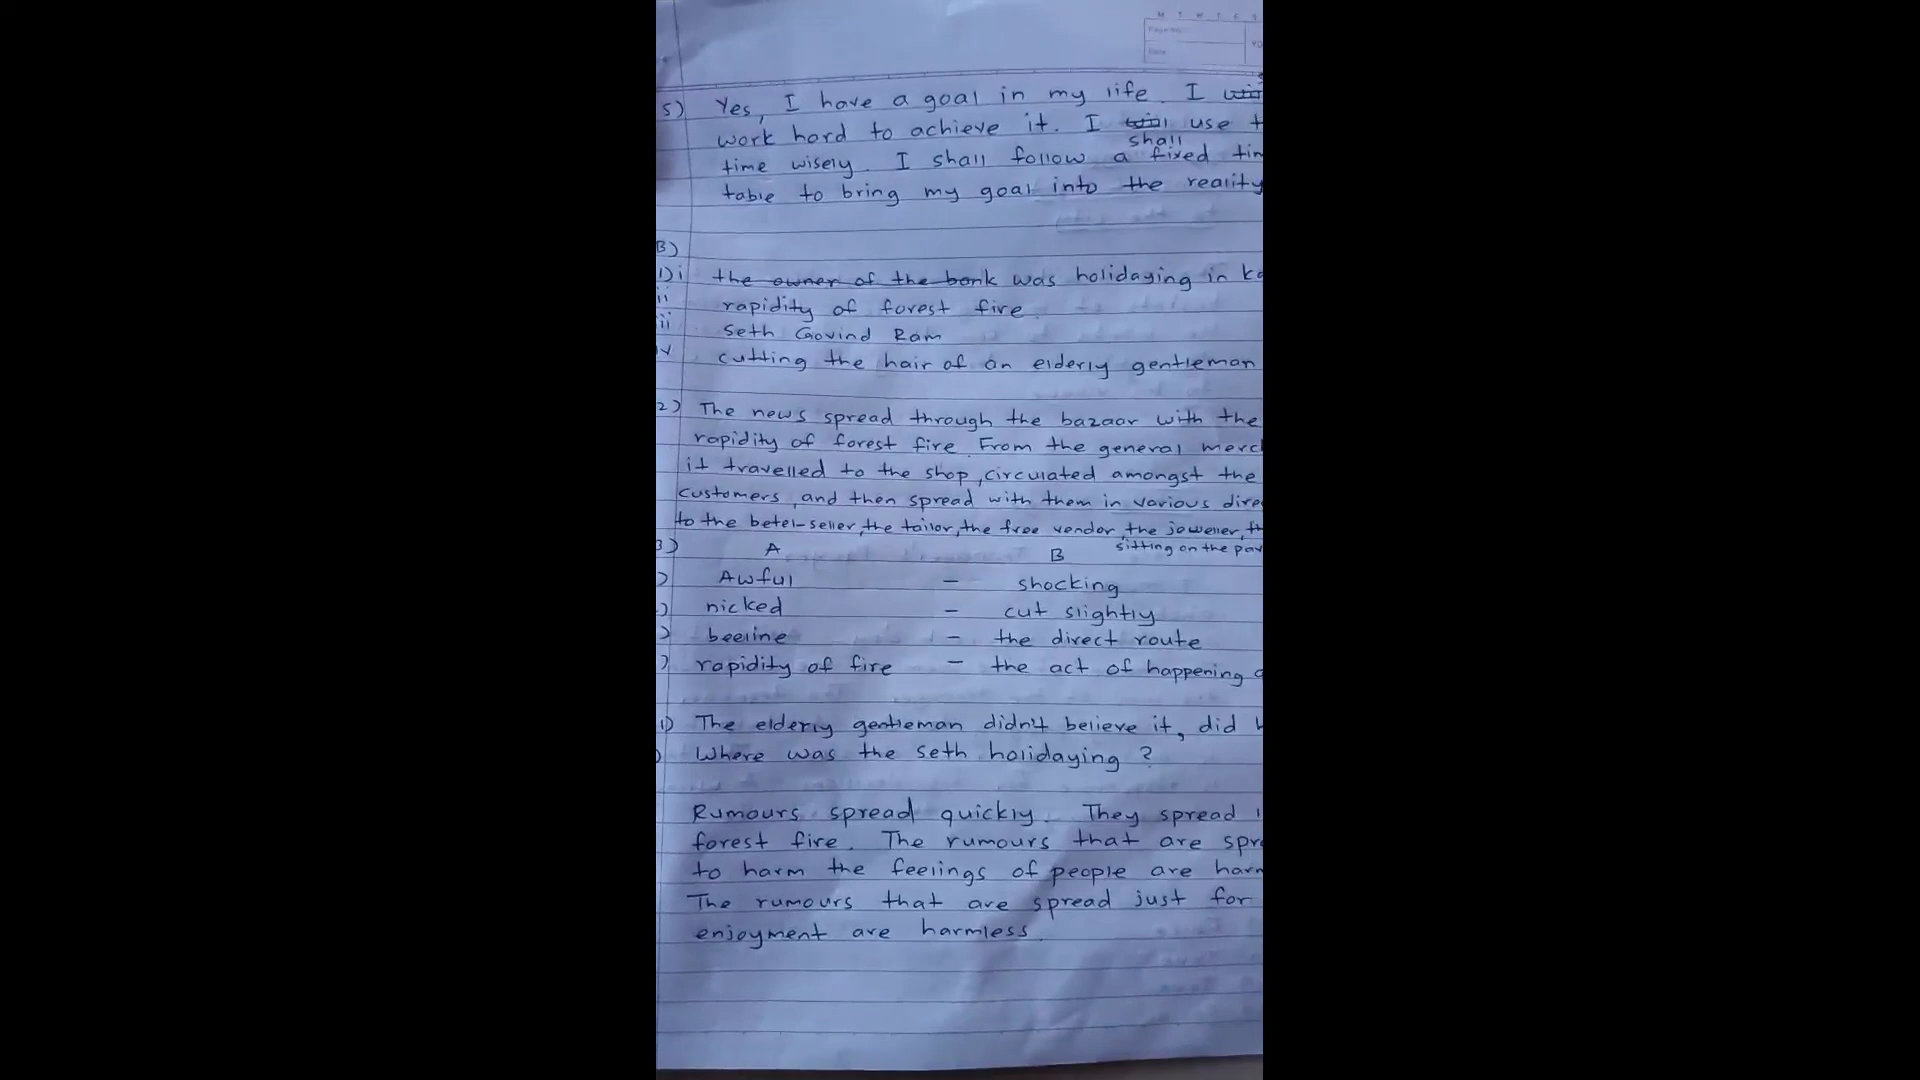 M T W T F S
Page No.:
Date:
5) Yes, I have a goal in my life. I
work hard to achieve it. I shall use
time wisely. I shall follow a fixed
table to bring my goal into the reality
B)
1) i the owner of the bank was holidaying in
ii rapidity of forest fire.
iii Seth Govind Ram
iv cutting the hair of an elderly gentleman
2) The news spread through the bazaar with the
rapidity of forest fire. From the general
it travelled to the shop, circulated amongst the
customers, and then spread with them in various
to the betel-seller, the tailor, the free vendor, the joweller,
sitting on the
3) A B
Awful - shocking
nicked - cut slightly
beeline - the direct route
rapidity of fire - the act of happening
1) The elderly gentleman didn't believe it, did
Where was the seth holidaying ?
Rumours spread quickly. They spread
forest fire. The rumours that are
to harm the feelings of people are
The rumours that are spread just for
enjoyment are harmless.